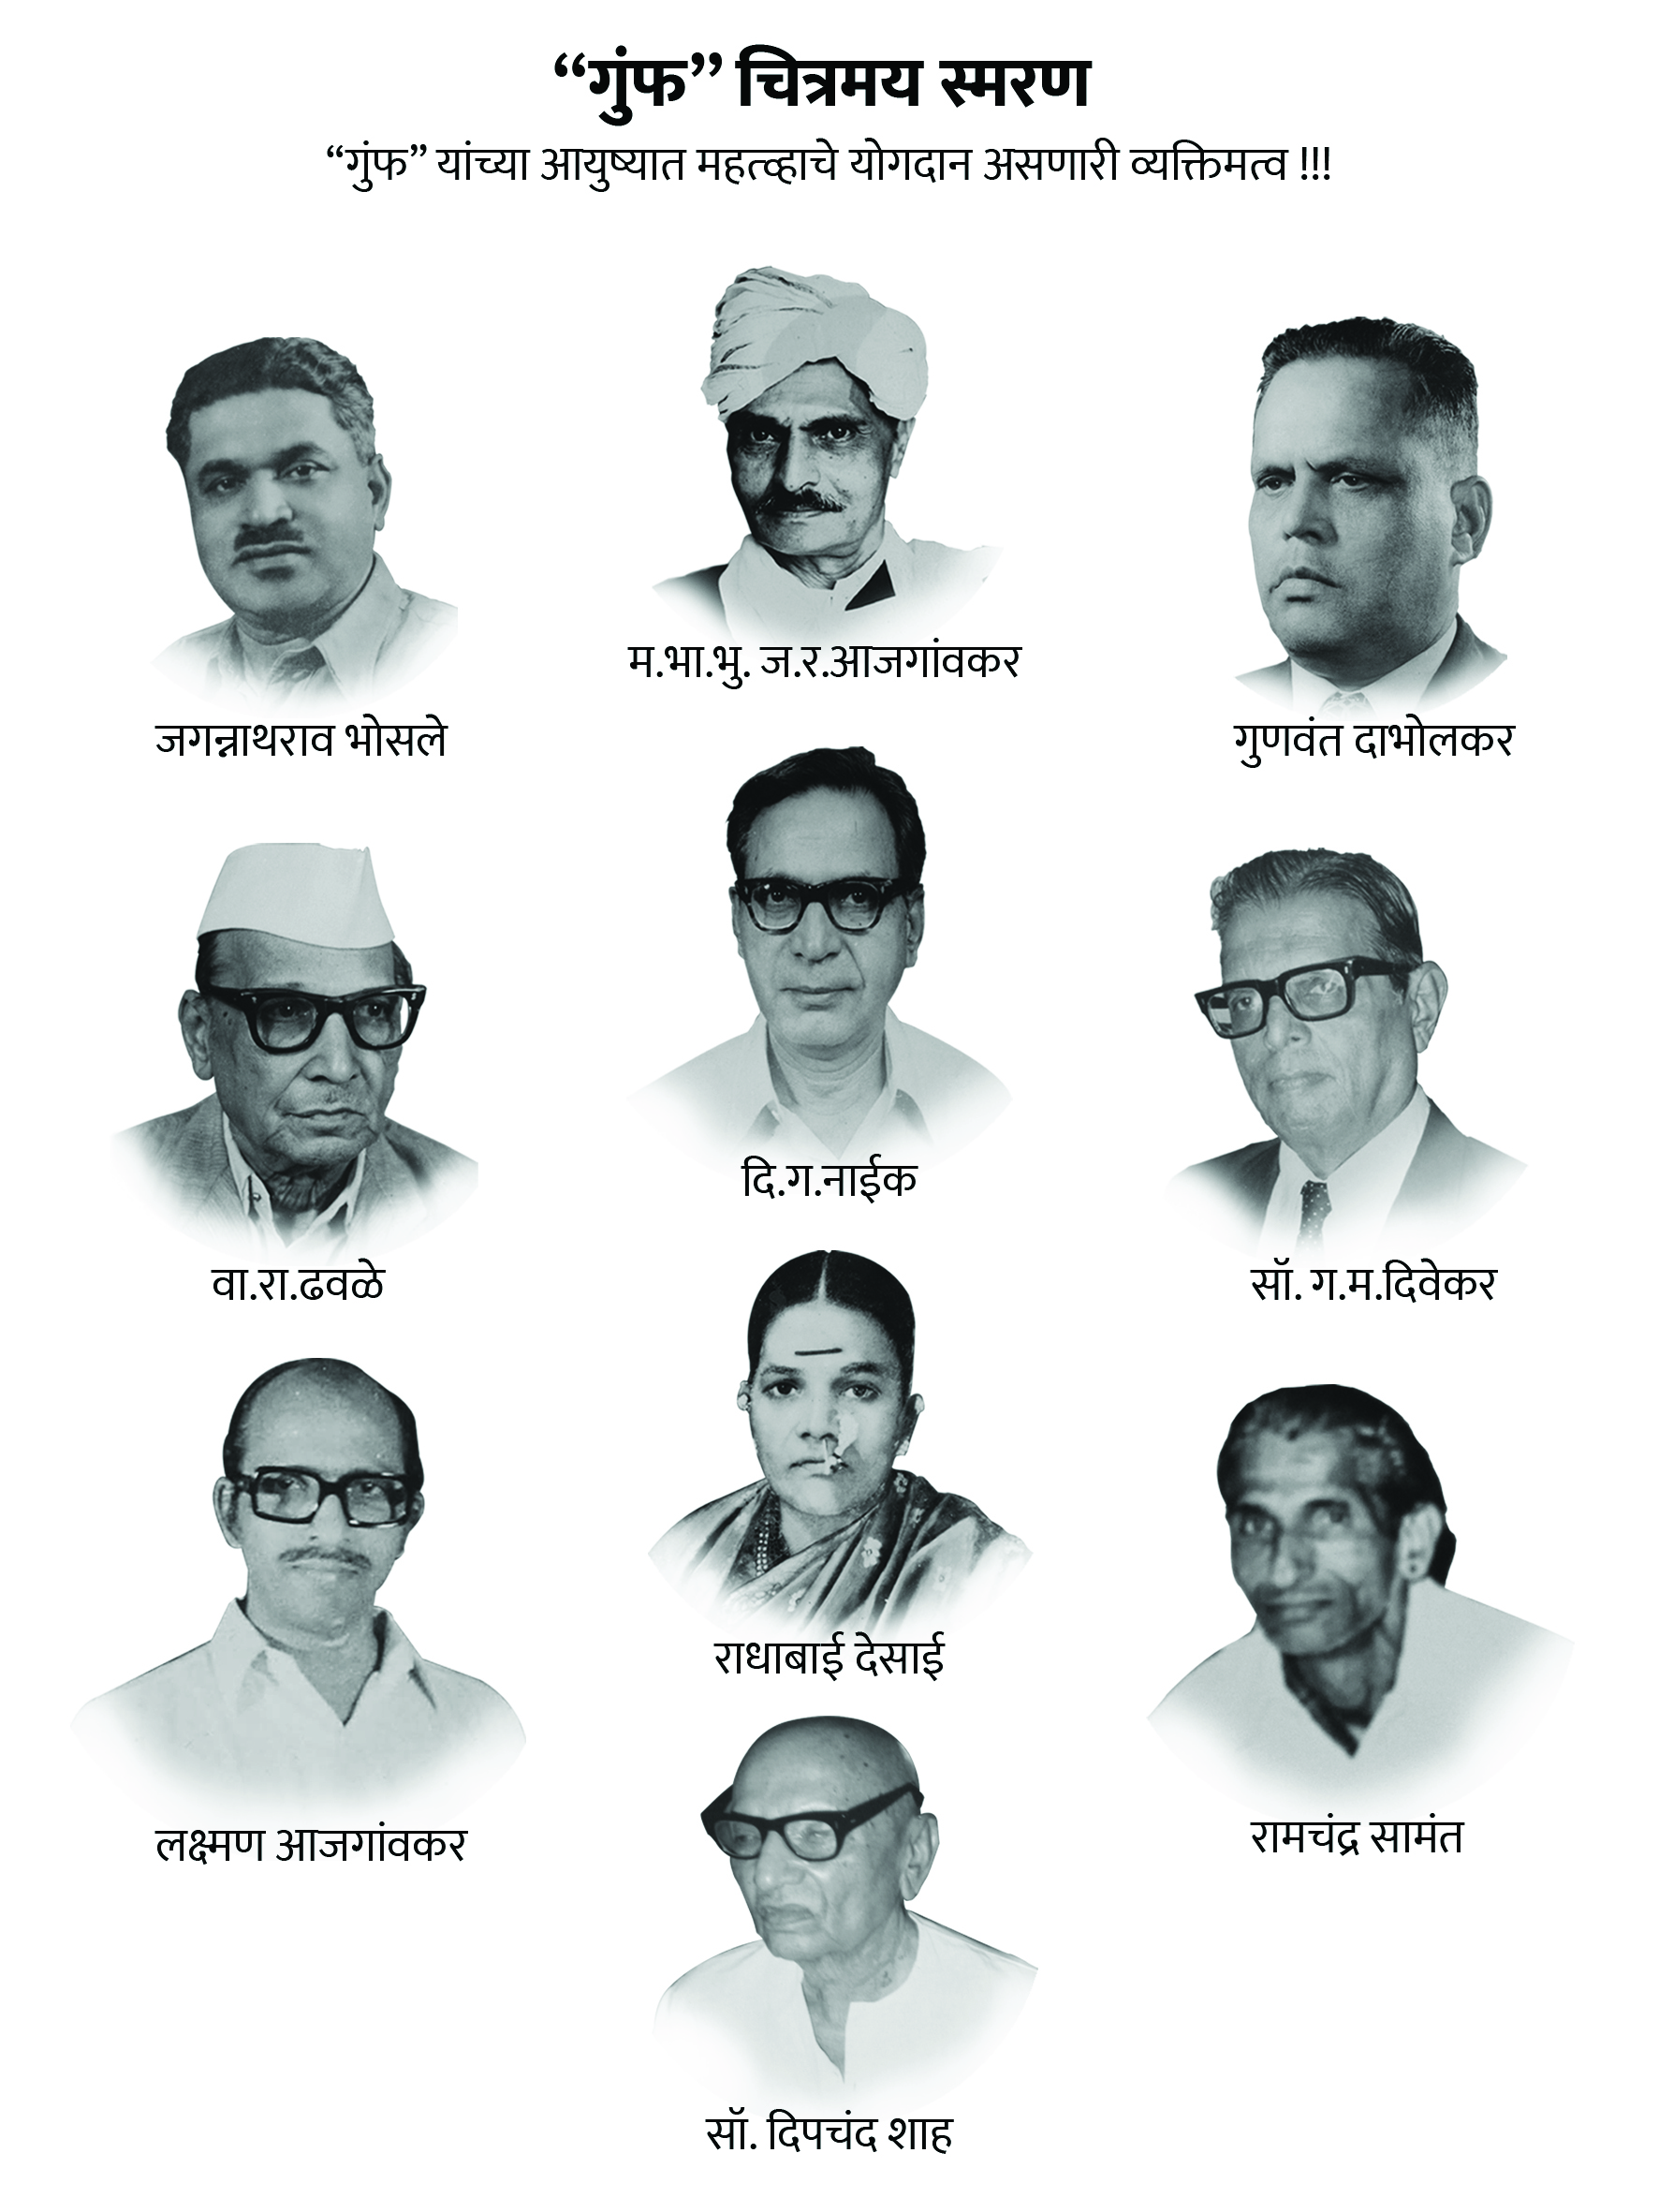 “गुंफ” चित्रमय स्मरण
“गुंफ” यांच्या आयुष्यात महत्व्हाचे योगदान असणारी व्यक्तिमत्व !!!
म.भा.भु. ज.र.आजगांवकर
जगन्नाथराव भोसले
गुणवंत दाभोलकर
दि.ग.नाईक
वा.रा.ढवळे
सॉ. ग.म.दिवेकर
राधाबाई देसाई
लक्ष्मण आजगांवकर
रामचंद्र सामंत
सॉ. दिपचंद शाह